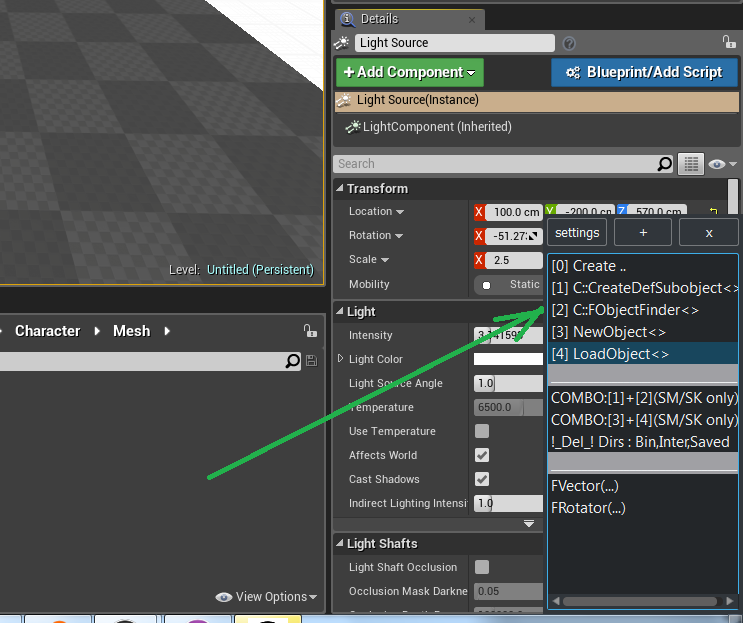 Details
Light Source
+Add Component
Blueprint/Add Script
Light Source(Instance)
LightComponent (Inherited)
Search
Transform
Location X 100.0 cm Y -200.0 cm Z 570.0 cm
Rotation X -51.27
Scale X 2.5
Mobility Static
Light
Intensity
Light Color
Light Source Angle 1.0
Temperature 6500.0
Use Temperature
Affects World
Cast Shadows
Indirect Lighting Intensi 1.0
Light Shafts
Light Shaft Occlusion
Occlusion Mask Darkne 0.05
settings + x
[0] Create ..
[1] C::CreateDefSubobject<>
[2] C::FObjectFinder<>
[3] NewObject<>
[4] LoadObject<>
COMBO:[1]+[2](SM/SK only)
COMBO:[3]+[4](SM/SK only)
!_Del_! Dirs : Bin,Inter,Saved
FVector(...)
FRotator(...)
Level: Untitled (Persistent)
Character Mesh
View Options